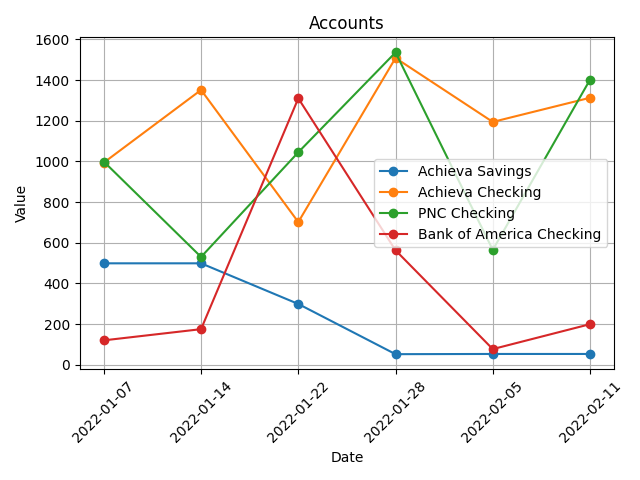 Accounts
1600
1400
1200
1000
800
600
400
200
0
Value
Achieva Savings
Achieva Checking
PNC Checking
Bank of America Checking
2022-01-07
2022-01-14
2022-01-22
2022-01-28
2022-02-05
2022-02-11
Date